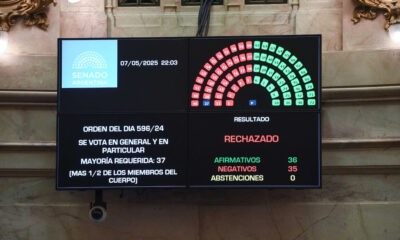 SENADO
ARGENTINA
07/05/2025 22:03
ORDEN DEL DIA 596/24
SE VOTA EN GENERAL Y EN
PARTICULAR
MAYORÍA REQUERIDA: 37
(MAS 1/2 DE LOS MIEMBROS DEL
CUERPO)
RESULTADO
RECHAZADO
AFIRMATIVOS 36
NEGATIVOS 35
ABSTENCIONES 0